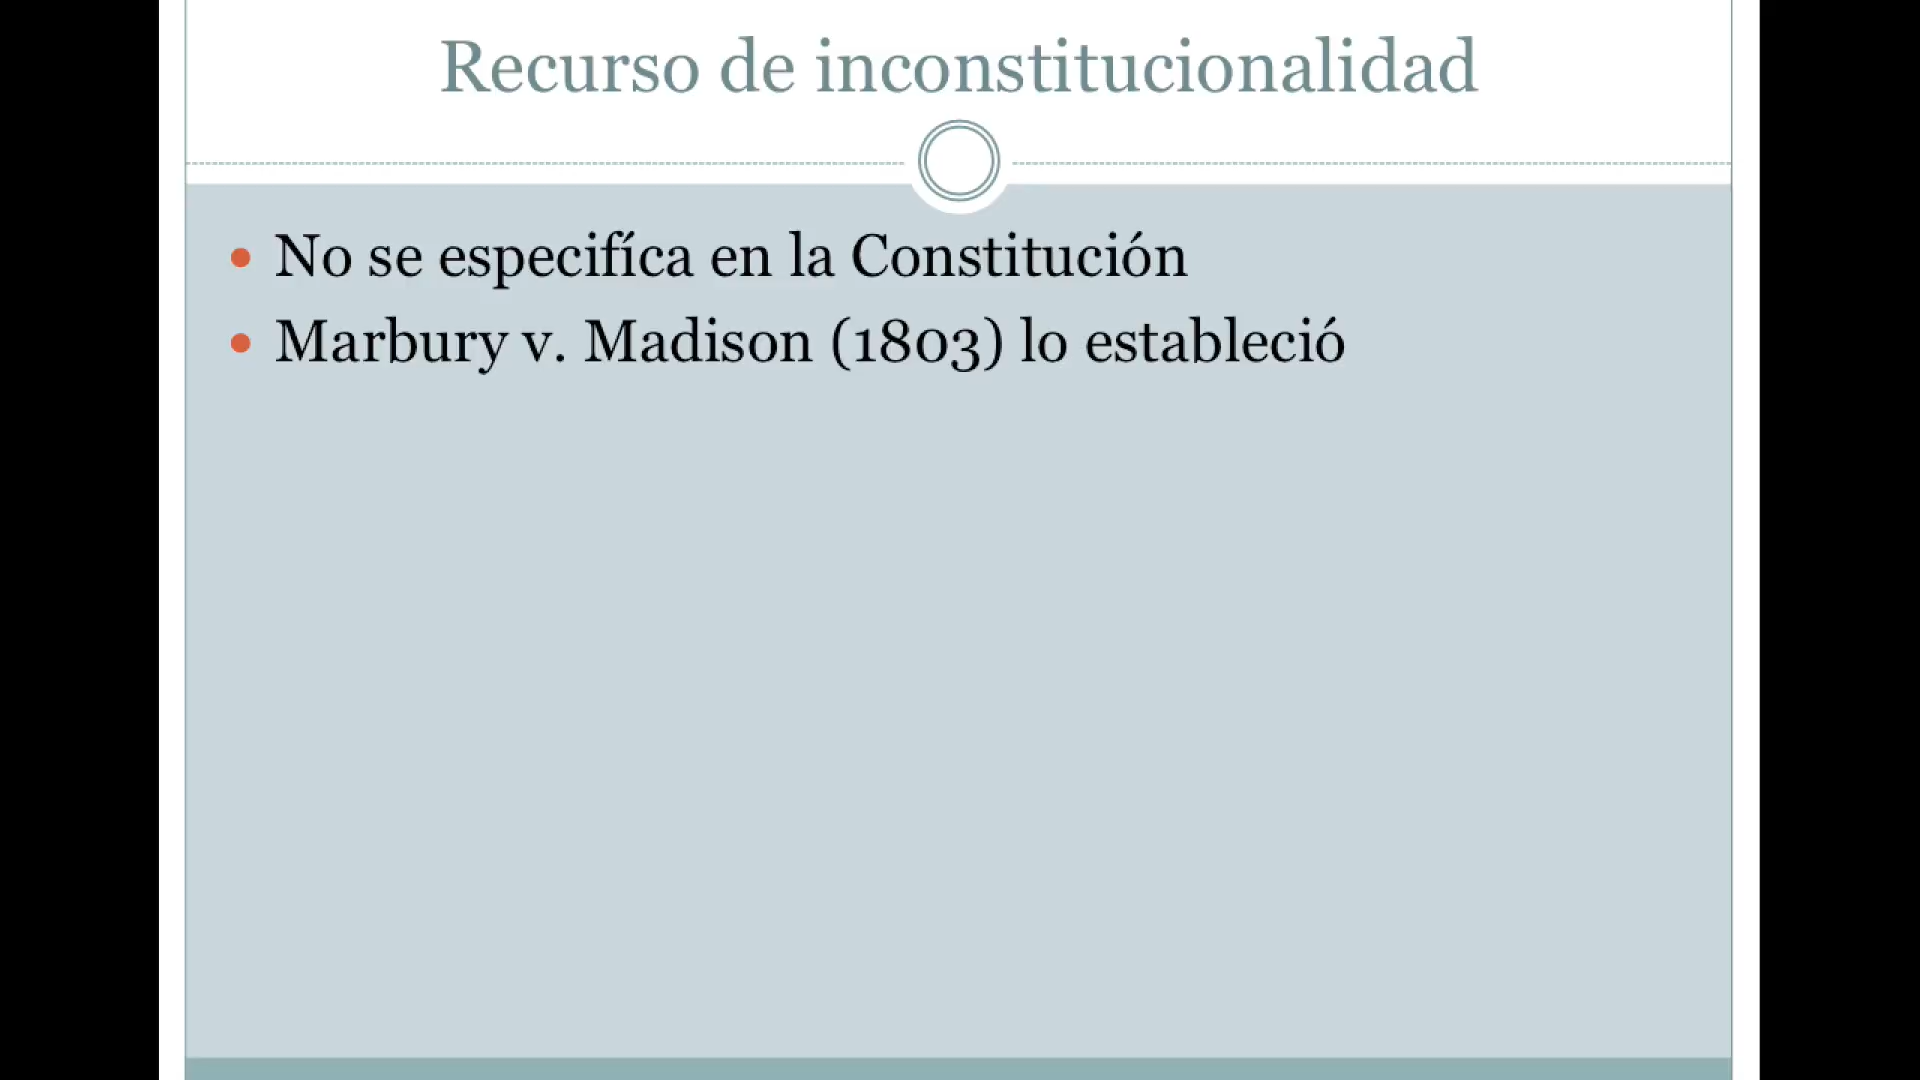 Recurso de inconstitucionalidad
• No se especifíca en la Constitución
• Marbury v. Madison (1803) lo estableció